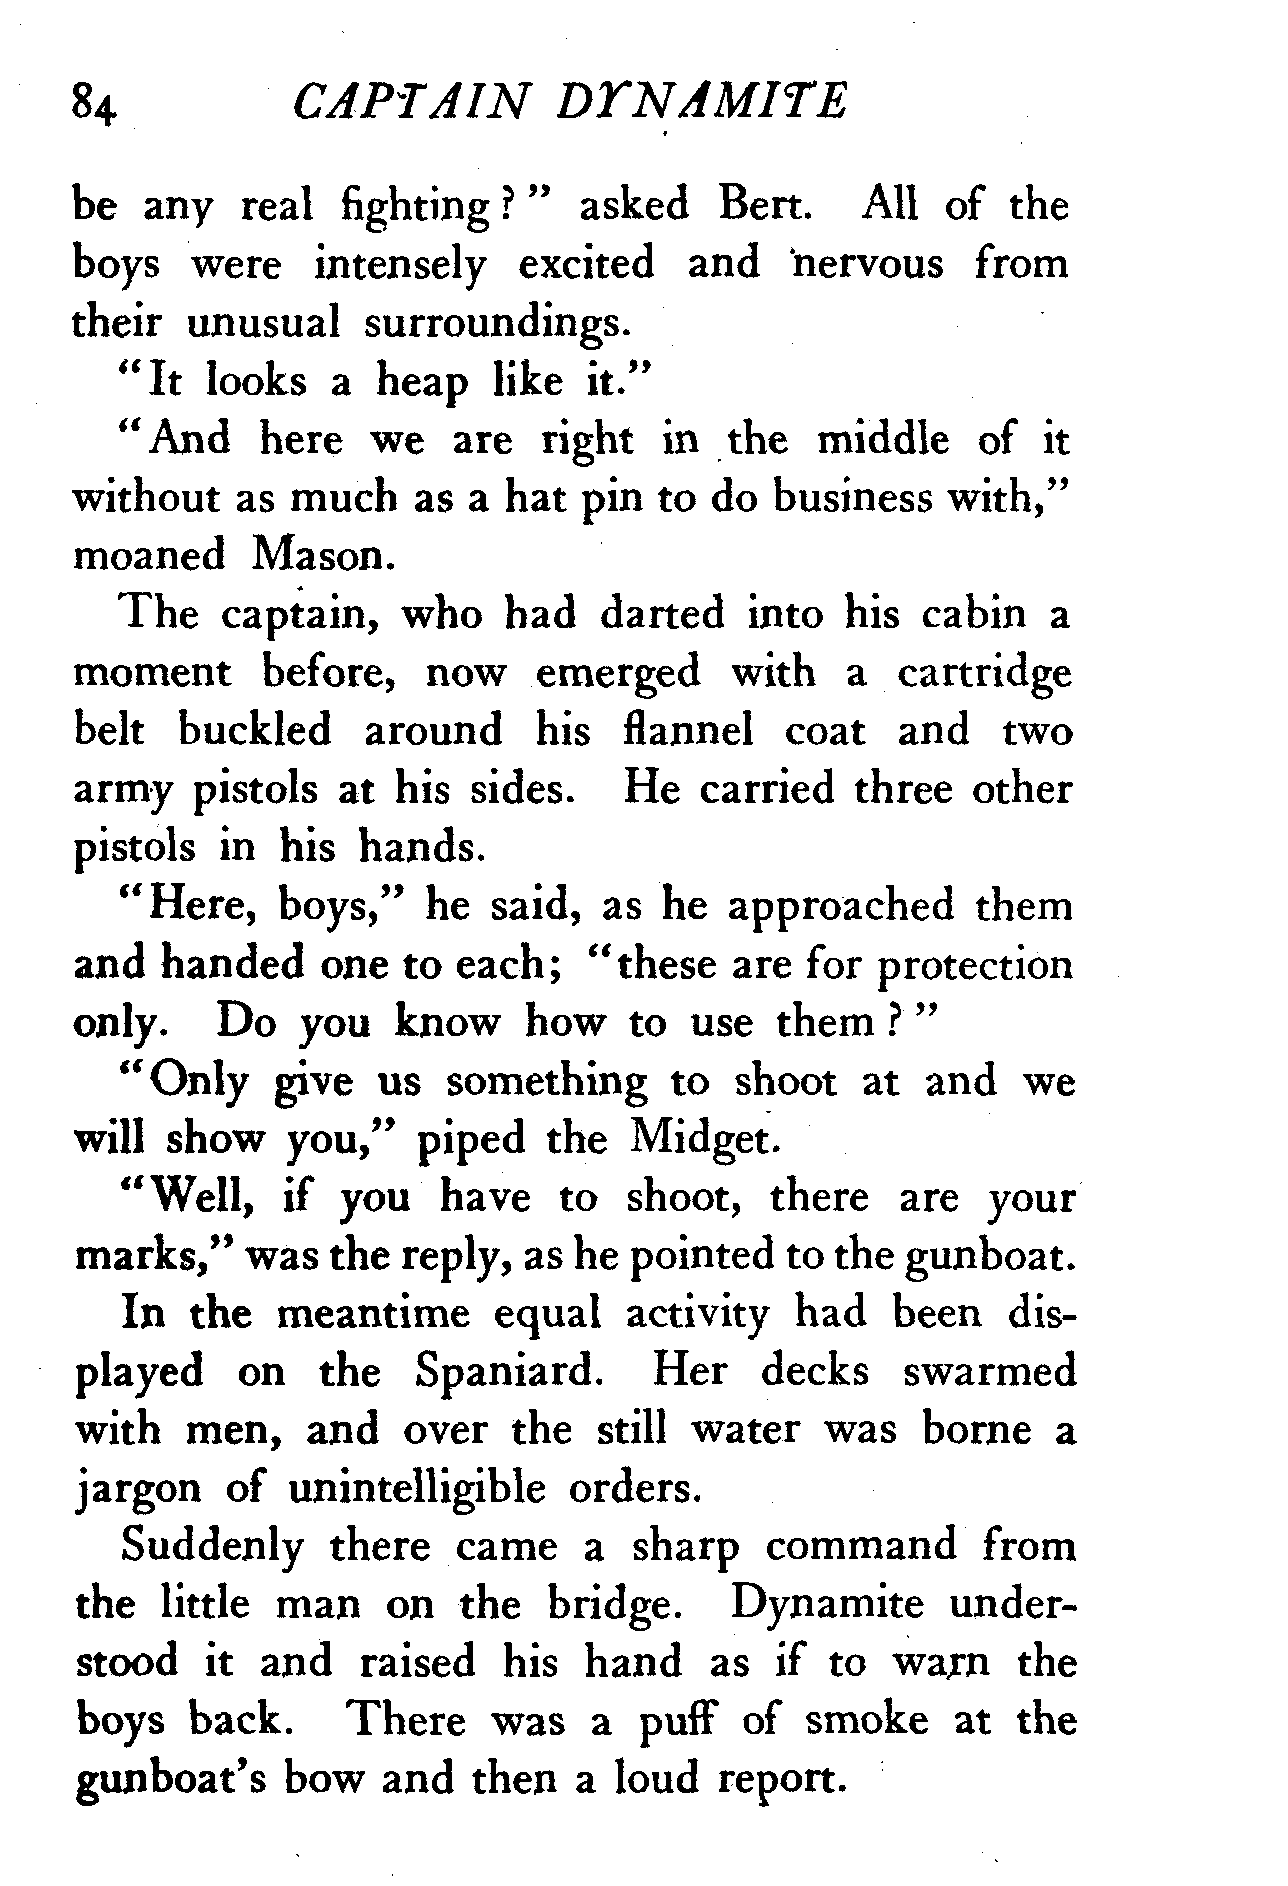 84 CAPTAIN DYNAMITE
be any real fighting?" asked Bert. All of the
boys were intensely excited and nervous from
their unusual surroundings.
"It looks a heap like it."
"And here we are right in the middle of it
without as much as a hat pin to do business with,"
moaned Mason.
The captain, who had darted into his cabin a
moment before, now emerged with a cartridge
belt buckled around his flannel coat and two
army pistols at his sides. He carried three other
pistols in his hands.
"Here, boys," he said, as he approached them
and handed one to each; "these are for protection
only. Do you know how to use them?"
"Only give us something to shoot at and we
will show you," piped the Midget.
"Well, if you have to shoot, there are your
marks," was the reply, as he pointed to the gunboat.
In the meantime equal activity had been dis-
played on the Spaniard. Her decks swarmed
with men, and over the still water was borne a
jargon of unintelligible orders.
Suddenly there came a sharp command from
the little man on the bridge. Dynamite under-
stood it and raised his hand as if to warn the
boys back. There was a puff of smoke at the
gunboat's bow and then a loud report.